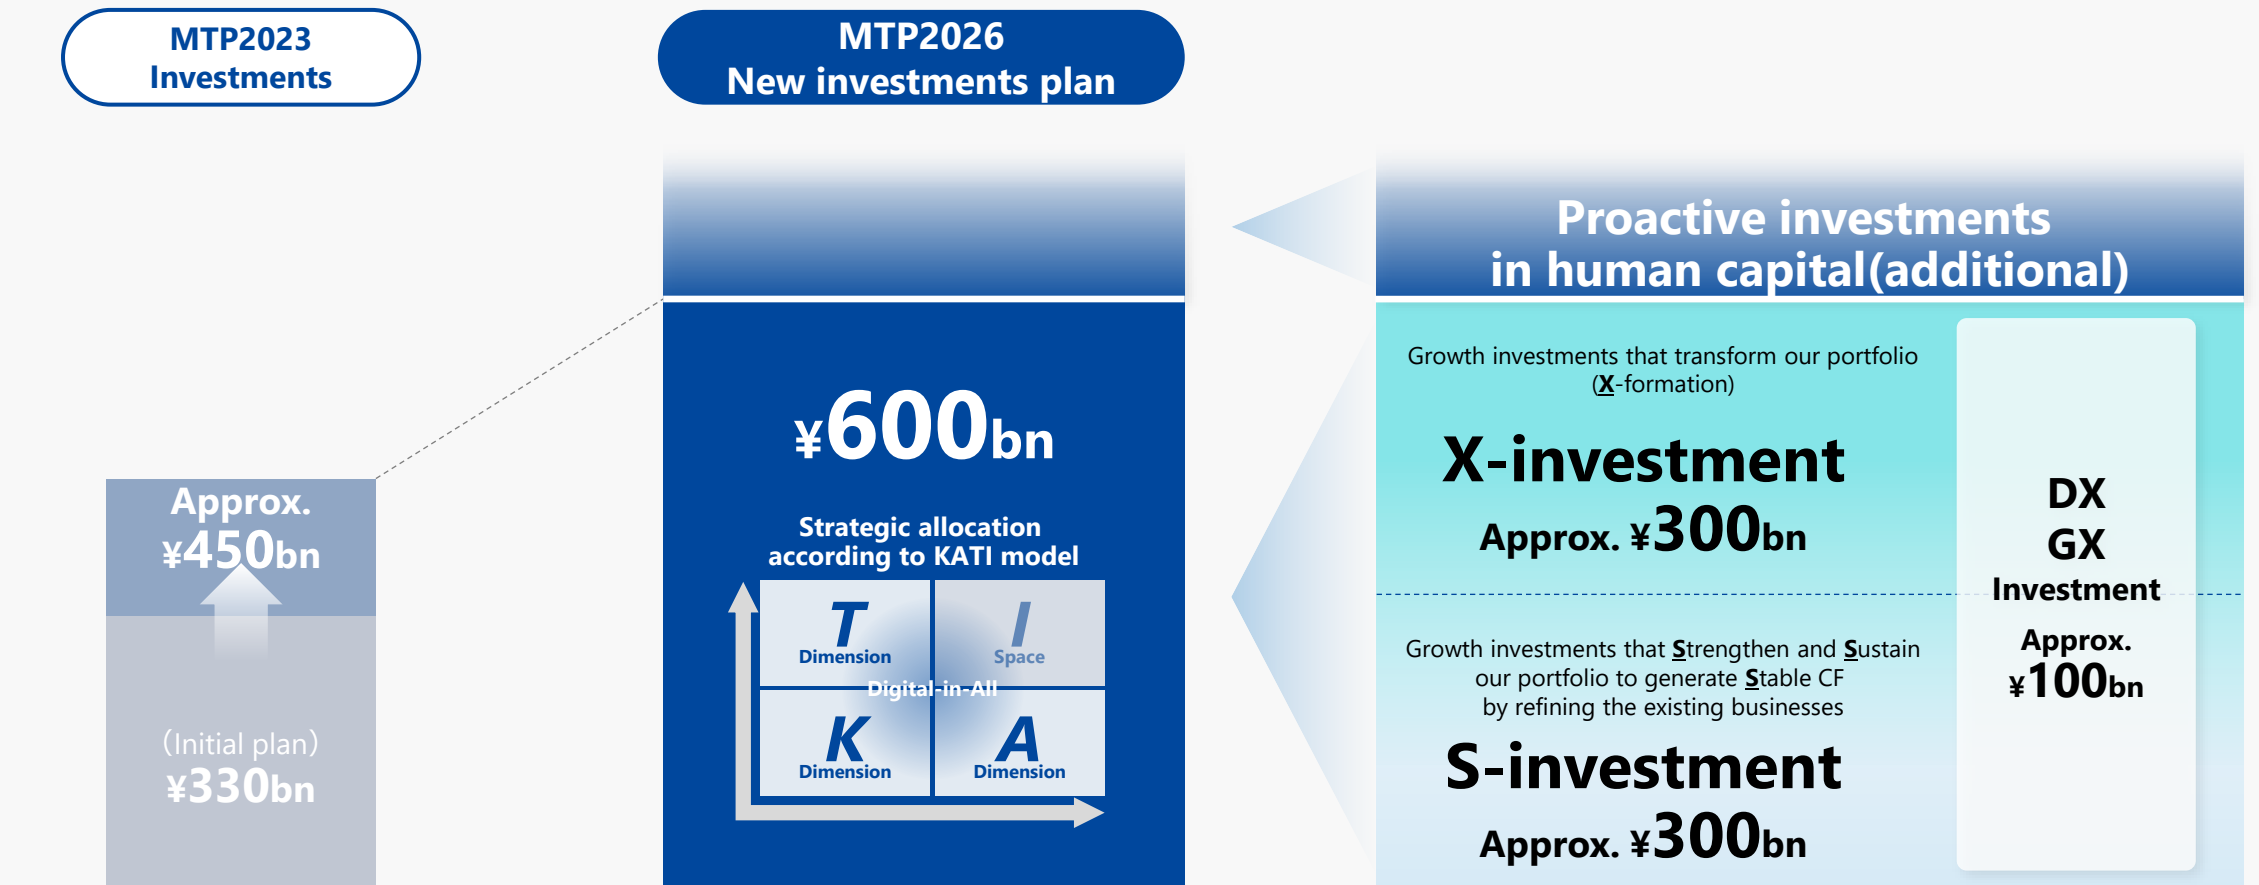 MTP2023
Investments
Approx.
¥450bn
（Initial plan）
¥330bn
MTP2026
New investments plan
¥600bn
Strategic allocation
according to KATI model
T
Dimension
I
Space
Digital-in-All
K
Dimension
A
Dimension
Proactive investments
in human capital(additional)
Growth investments that transform our portfolio
(X-formation)
X-investment
Approx. ¥300bn
Growth investments that Strengthen and Sustain
our portfolio to generate Stable CF
by refining the existing businesses
S-investment
Approx. ¥300bn
DX
GX
Investment
Approx.
¥100bn